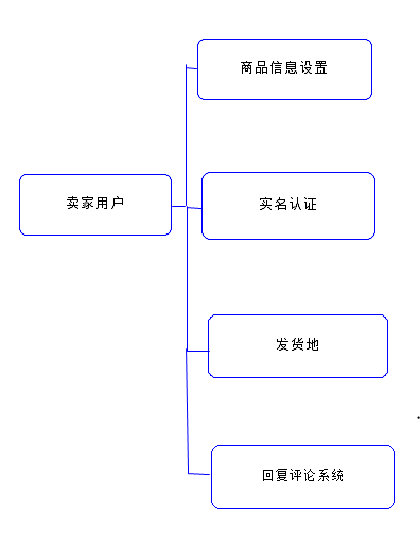 商品信息设置
卖家用户
实名认证
发货地
回复评论系统